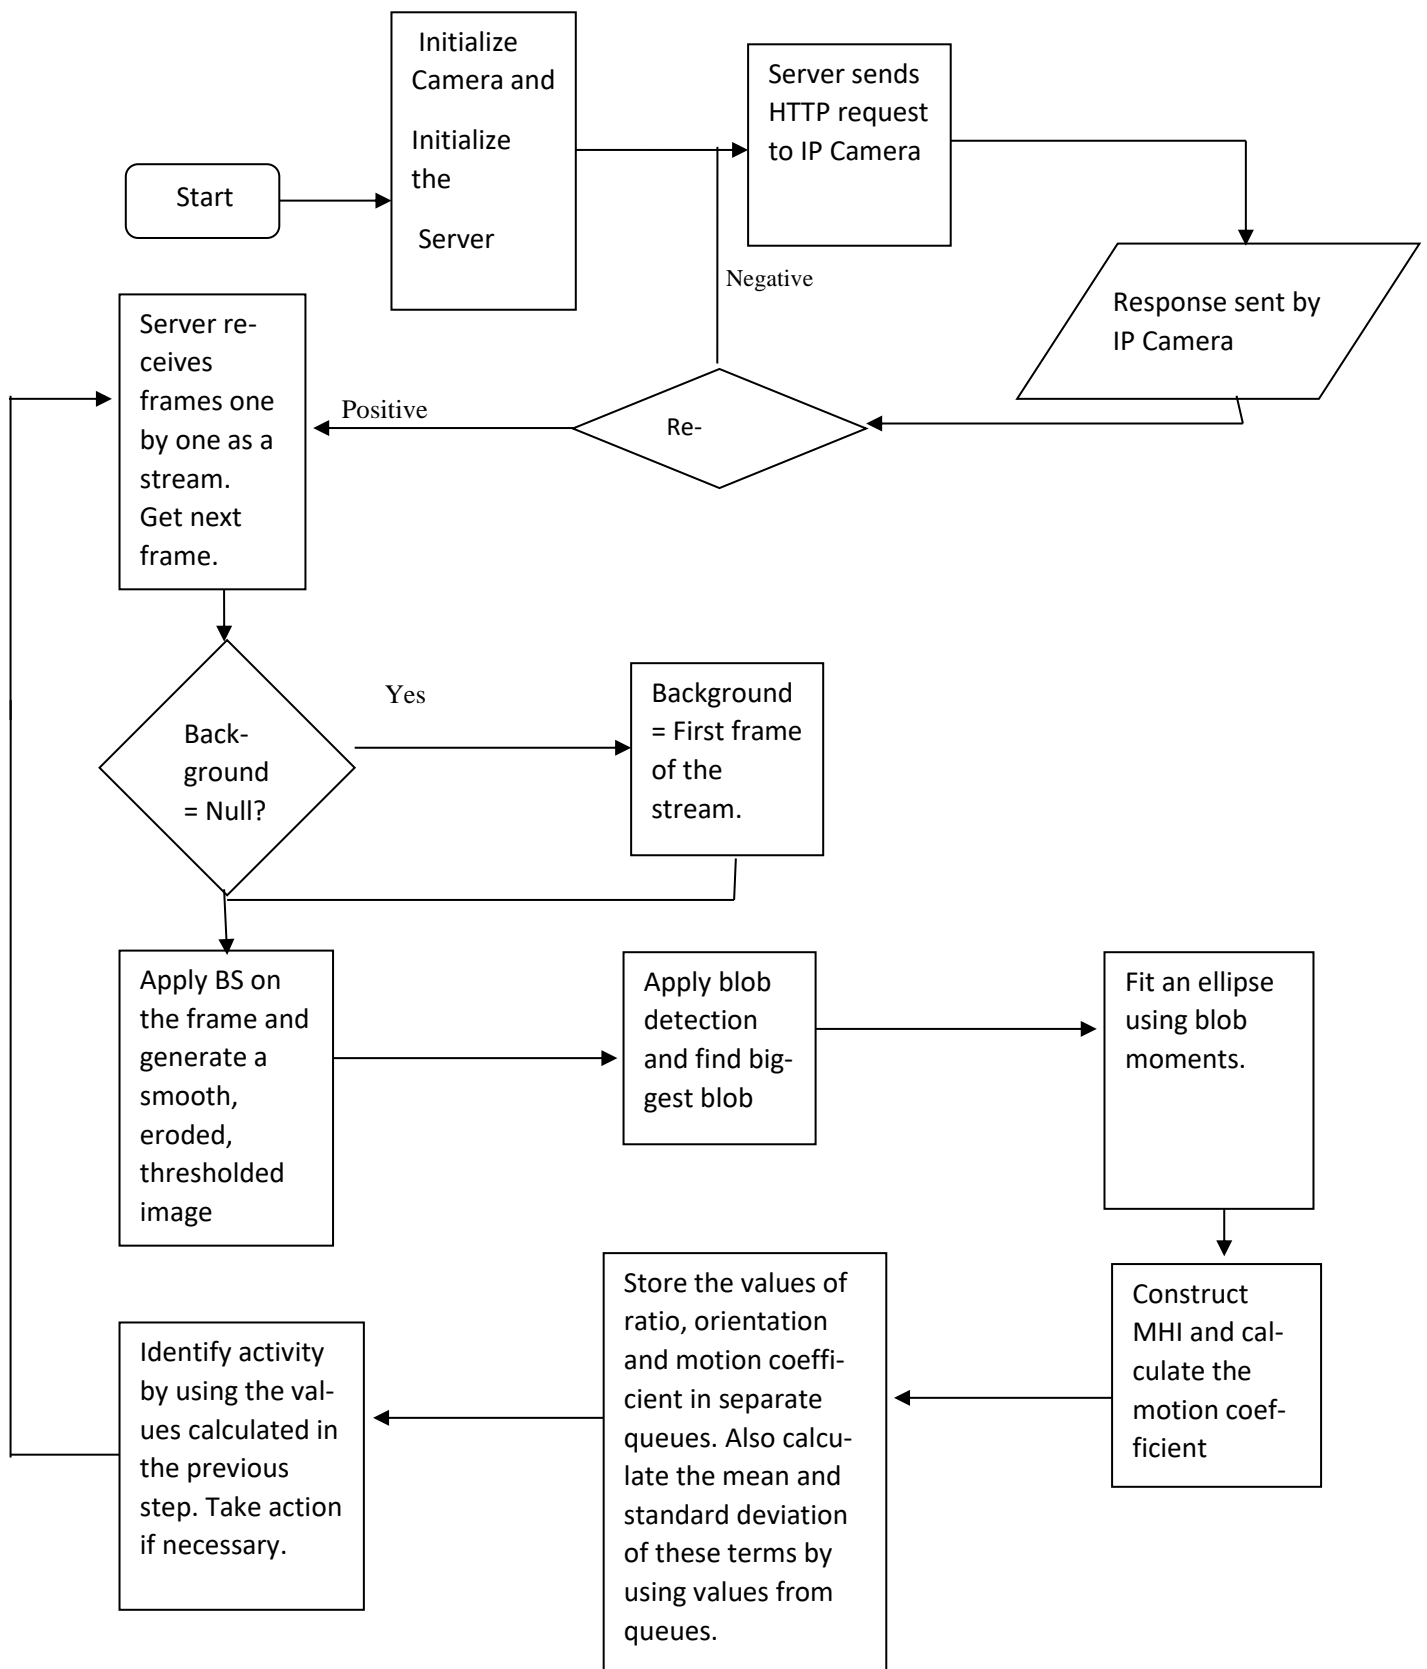 Start
Initialize
Camera and
Initialize
the
Server
Server sends
HTTP request
to IP Camera
Response sent by
IP Camera
Re-
Negative
Positive
Server re-
ceives
frames one
by one as a
stream.
Get next
frame.
Back-
ground
= Null?
Yes
Background
= First frame
of the
stream.
Apply BS on
the frame and
generate a
smooth,
eroded,
thresholded
image
Apply blob
detection
and find big-
gest blob
Fit an ellipse
using blob
moments.
Construct
MHI and cal-
culate the
motion coef-
ficient
Store the values of
ratio, orientation
and motion coeffi-
cient in separate
queues. Also calcu-
late the mean and
standard deviation
of these terms by
using values from
queues.
Identify activity
by using the val-
ues calculated in
the previous
step. Take action
if necessary.